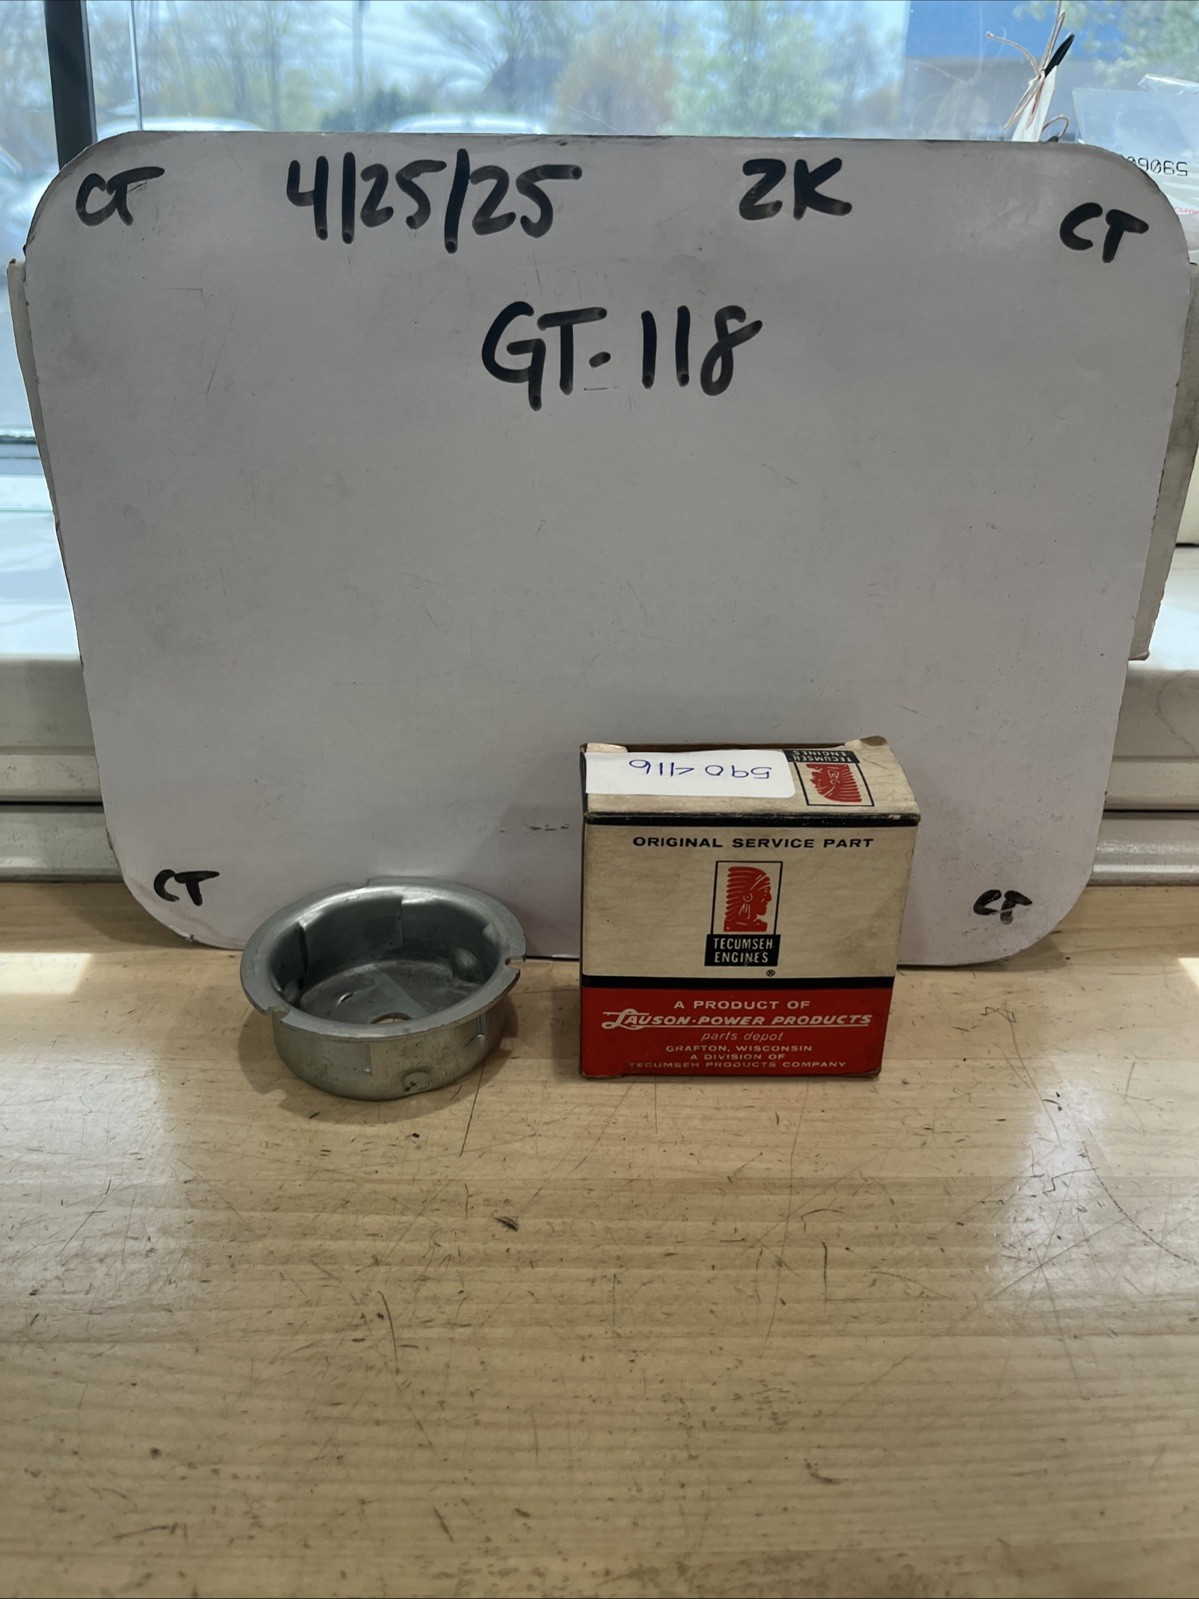 CT 4/25/25 2K CT
GT-118
590416
TECUMSEH
ENGINES
ORIGINAL SERVICE PART
TECUMSEH
ENGINES
®
A PRODUCT OF
LAUSON-POWER PRODUCTS
parts depot
GRAFTON, WISCONSIN
A DIVISION OF
TECUMSEH PRODUCTS COMPANY
CT CT